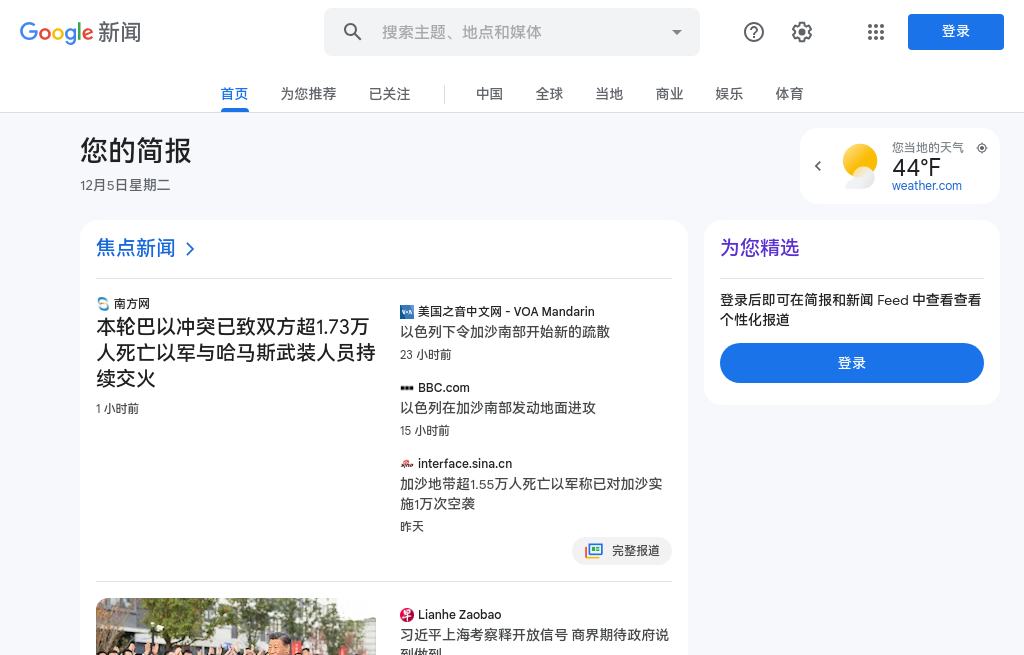 Google 新闻
搜索主题、地点和媒体
登录
首页
为您推荐
已关注
中国
全球
当地
商业
娱乐
体育
您的简报
12月5日星期二
您当地的天气
44°F
weather.com
焦点新闻
南方网
本轮巴以冲突已致双方超1.73万
人死亡以军与哈马斯武装人员持
续交火
1 小时前
美国之音中文网 - VOA Mandarin
以色列下令加沙南部开始新的疏散
23 小时前
BBC.com
以色列在加沙南部发动地面进攻
15 小时前
interface.sina.cn
加沙地带超1.55万人死亡以军称已对加沙实
施1万次空袭
昨天
完整报道
Lianhe Zaobao
习近平上海考察释开放信号 商界期待政府说
到做到
为您精选
登录后即可在简报和新闻 Feed 中查看查看
个性化报道
登录